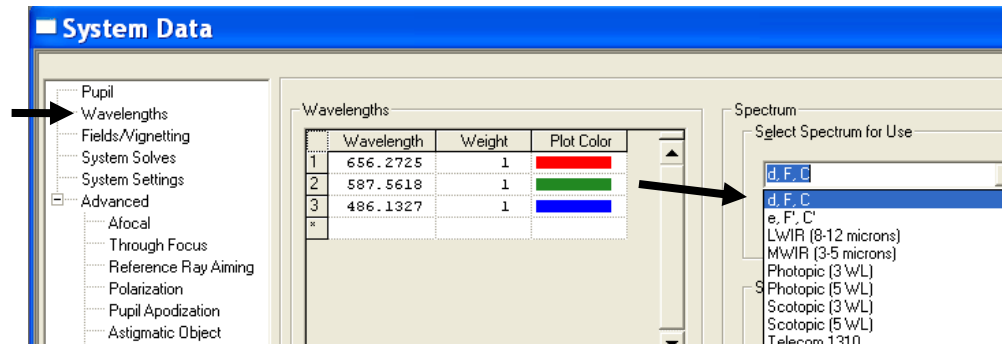 System Data
Pupil
Wavelengths
Fields/Vignetting
System Solves
System Settings
Advanced
Afocal
Through Focus
Reference Ray Aiming
Polarization
Pupil Apodization
Astigmatic Object
Wavelengths
Wavelength Weight Plot Color
1 656.2725 1
2 587.5618 1
3 486.1327 1
*
Spectrum
Select Spectrum for Use
d, F, C
d, F, C
e, F', C'
LWIR (8-12 microns)
MWIR (3-5 microns)
Photopic (3 WL)
S Photopic (5 WL)
Scotopic (3 WL)
Scotopic (5 WL)
Telecom 1310